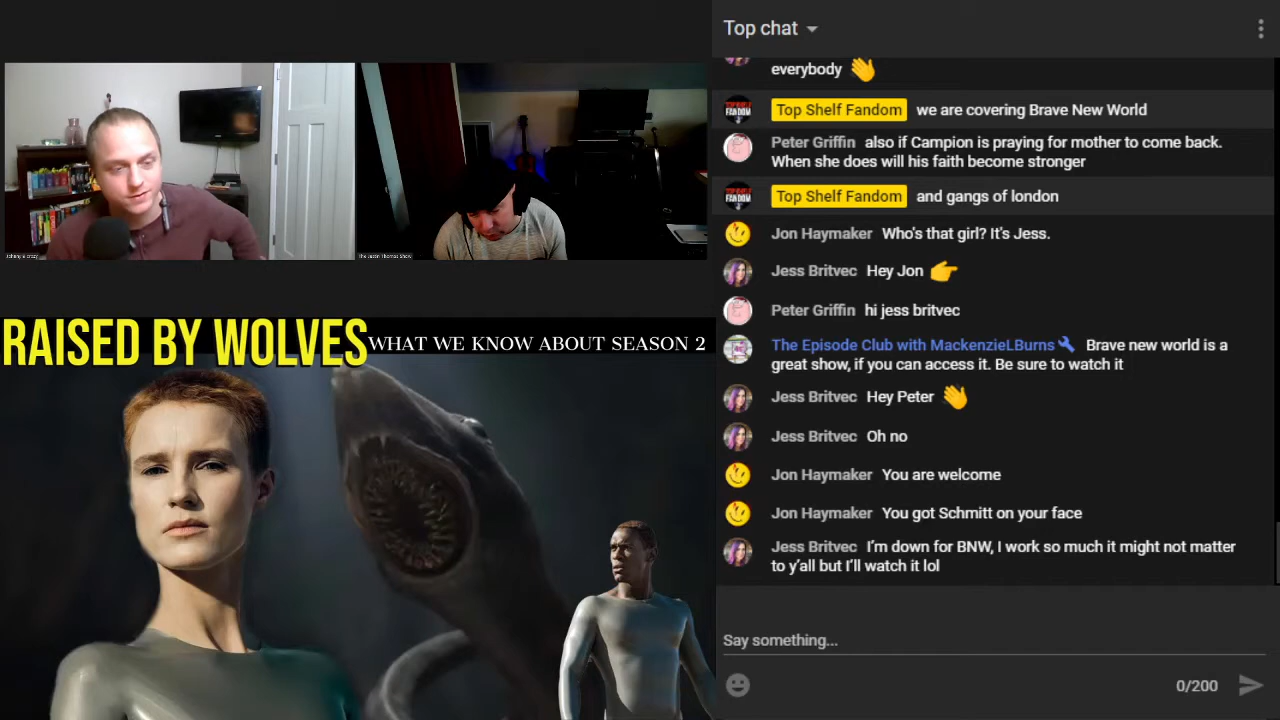 Top chat
everybody
Top Shelf Fandom we are covering Brave New World
Peter Griffin also if Campion is praying for mother to come back.
When she does will his faith become stronger
Top Shelf Fandom and gangs of london
Jon Haymaker Who's that girl? It's Jess.
Jess Britvec Hey Jon
Peter Griffin hi jess britvec
The Episode Club with MackenzieLBurns Brave new world is a
great show, if you can access it. Be sure to watch it
Jess Britvec Hey Peter
Jess Britvec Oh no
Jon Haymaker You are welcome
Jon Haymaker You got Schmitt on your face
Jess Britvec I'm down for BNW, I work so much it might not matter
to y'all but I'll watch it lol
Say something...
0/200
The Justin Thomas Show
RAISED BY WOLVES
WHAT WE KNOW ABOUT SEASON 2